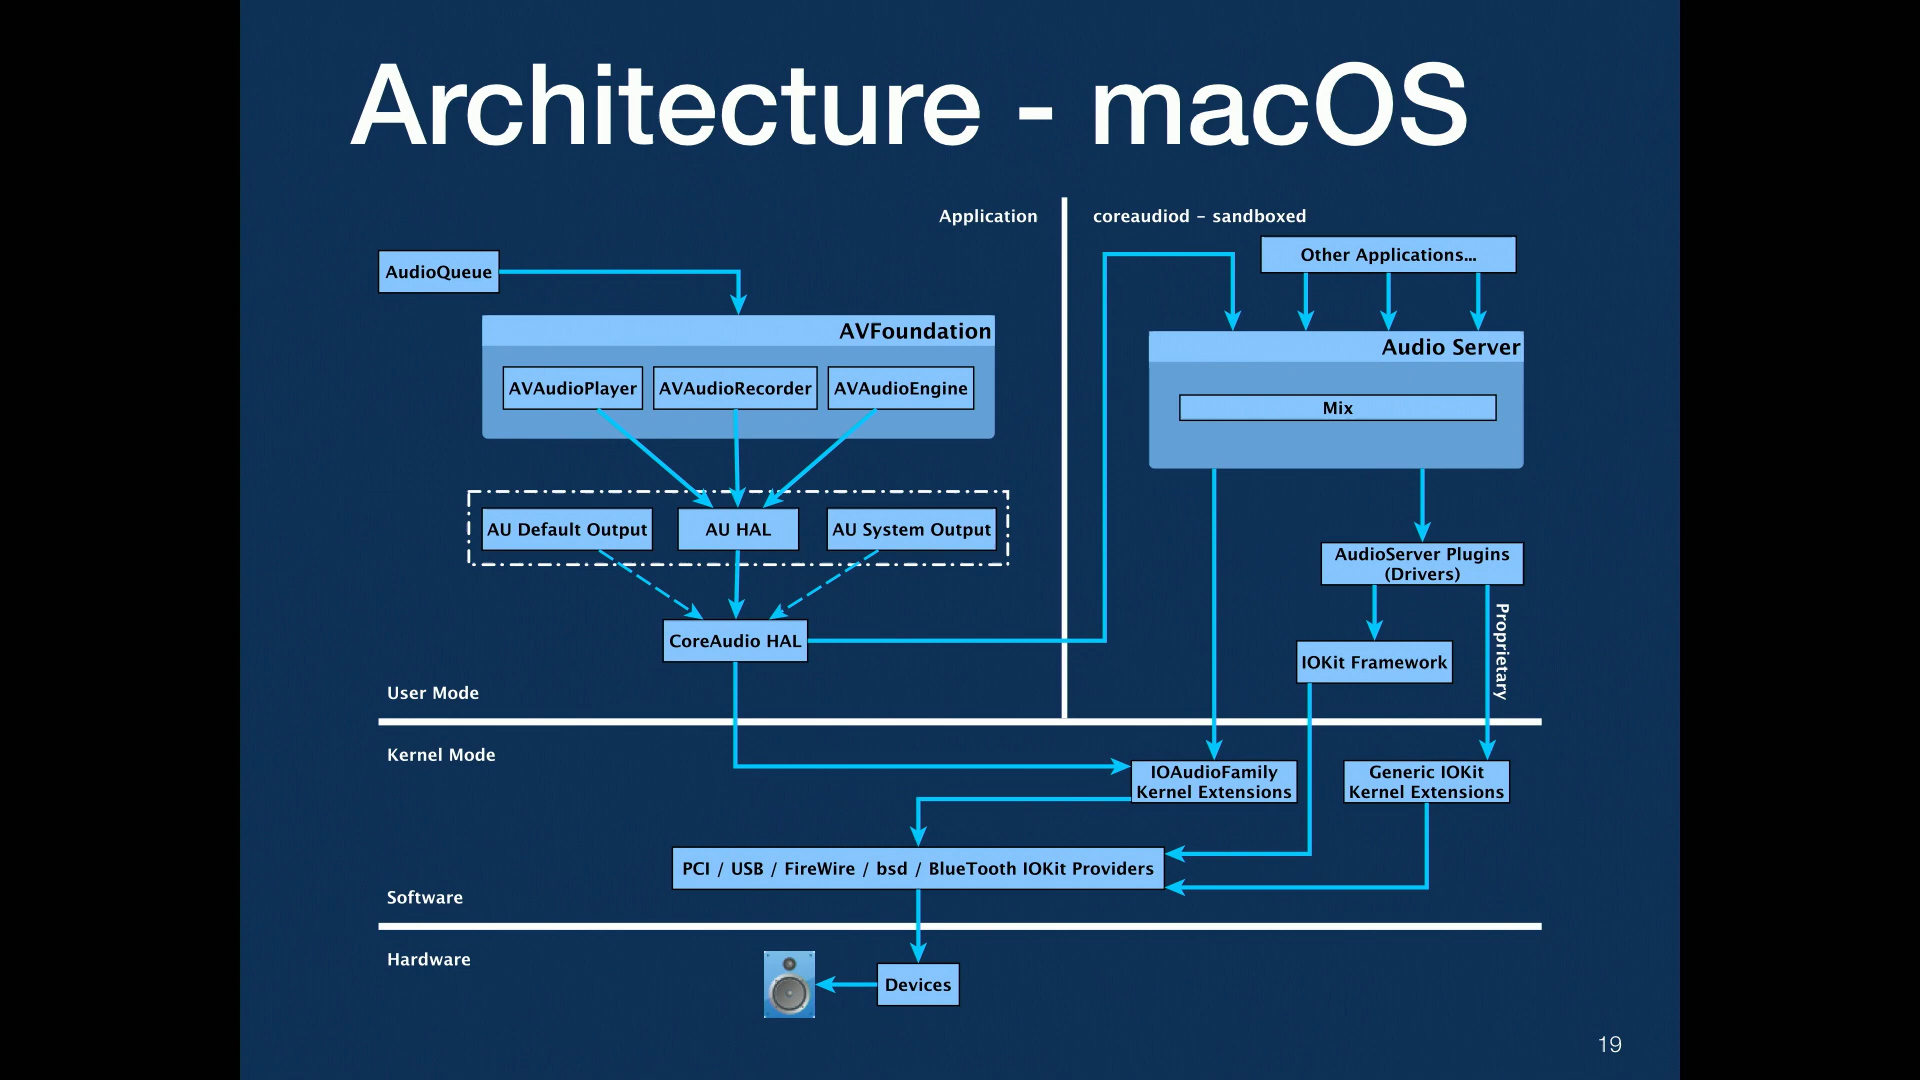 Architecture - macOS
Application
coreaudiod – sandboxed
AudioQueue
Other Applications...
AVFoundation
Audio Server
AVAudioPlayer
AVAudioRecorder
AVAudioEngine
Mix
AU Default Output
AU HAL
AU System Output
AudioServer Plugins
(Drivers)
Proprietary
CoreAudio HAL
IOKit Framework
User Mode
Kernel Mode
IOAudioFamily
Kernel Extensions
Generic IOKit
Kernel Extensions
PCI / USB / FireWire / bsd / BlueTooth IOKit Providers
Software
Hardware
Devices
19